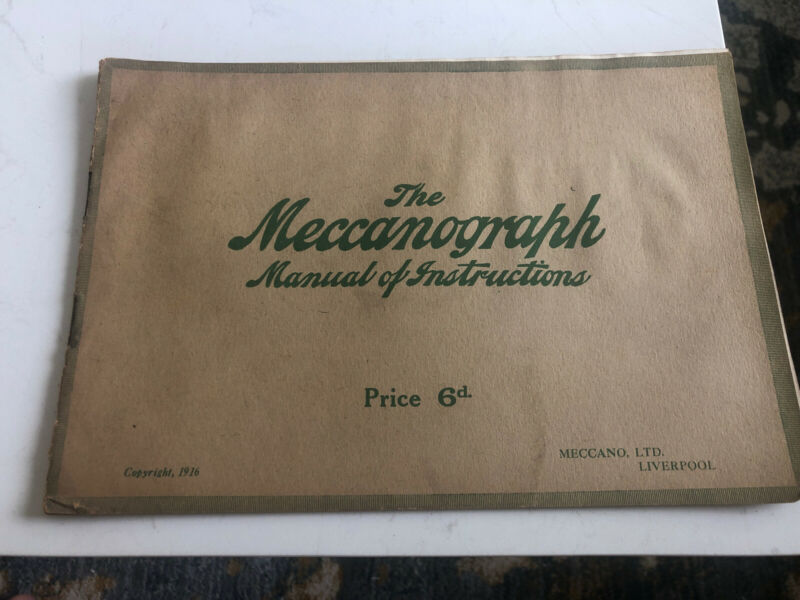 The
Meccanograph
Manual of Instructions
Price 6d.
Copyright, 1916
MECCANO, LTD.
LIVERPOOL